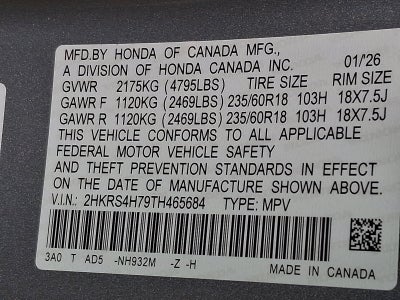 MFD.BY HONDA OF CANADA MFG.,
A DIVISION OF HONDA CANADA INC. 01/'26
GVWR 2175KG (4795LBS) TIRE SIZE RIM SIZE
GAWR F 1120KG (2469LBS) 235/60R18 103H 18X7.5J
GAWR R 1120KG (2469LBS) 235/60R18 103H 18X7.5J
THIS VEHICLE CONFORMS TO ALL APPLICABLE
FEDERAL MOTOR VEHICLE SAFETY
AND THEFT PREVENTION STANDARDS IN EFFECT
ON THE DATE OF MANUFACTURE SHOWN ABOVE.
V.I.N.: 2HKRS4H79TH465684 TYPE: MPV
3A0 T AD5 -NH932M -Z -H
MADE IN CANADA